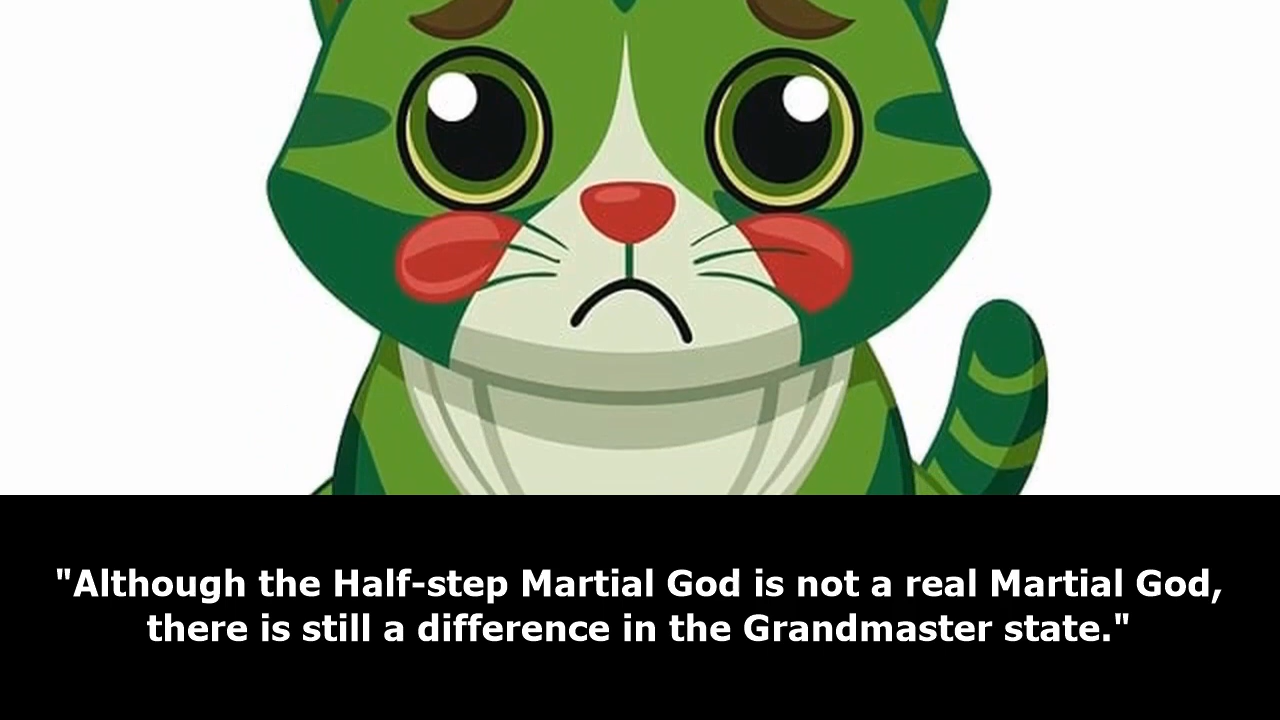 "Although the Half-step Martial God is not a real Martial God,
there is still a difference in the Grandmaster state."